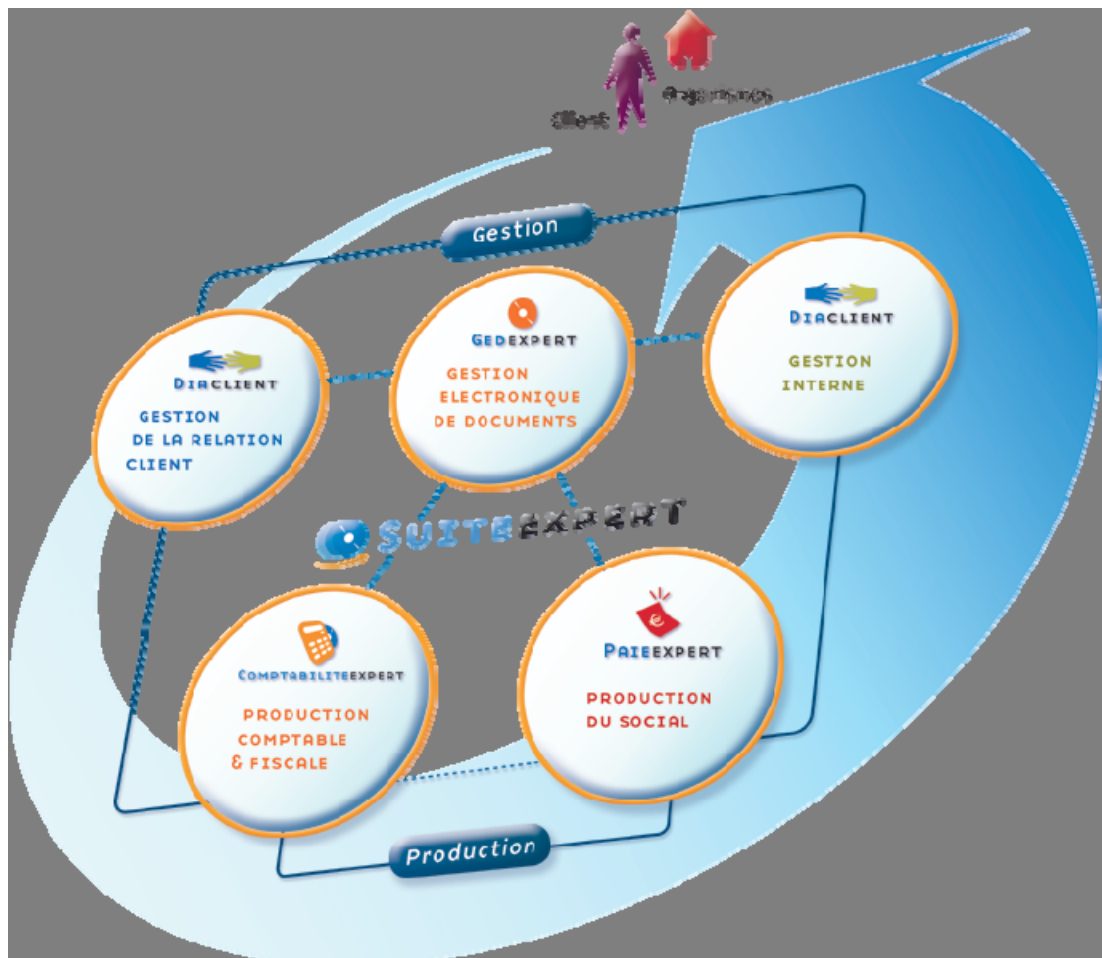 Organismes
Client
Gestion
DIACLIENT
GESTION
INTERNE
GEDEXPERT
GESTION
ELECTRONIQUE
DE DOCUMENTS
DIACLIENT
GESTION
DE LA RELATION
CLIENT
SUITEEXPERT
COMPTABILITEEXPERT
PRODUCTION
COMPTABLE
& FISCALE
PAIEEXPERT
PRODUCTION
DU SOCIAL
Production